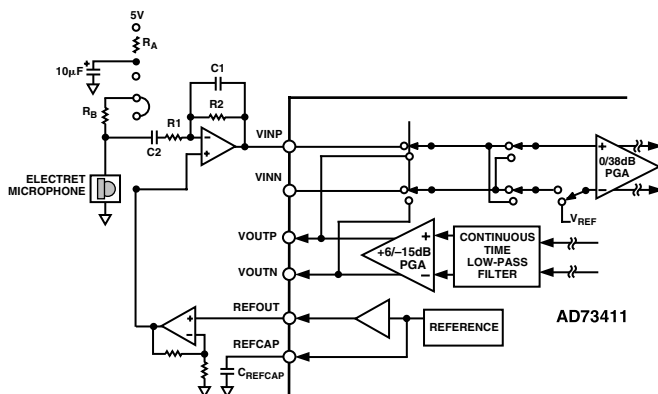 5V
RA
10µF
C1
R2
RB
R1
C2
VINP
0/38dB
PGA
ELECTRET
MICROPHONE
VINN
VREF
VOUTP
+6/–15dB
PGA
CONTINUOUS
TIME
LOW-PASS
FILTER
VOUTN
REFOUT
REFERENCE
AD73411
REFCAP
CREFCAP